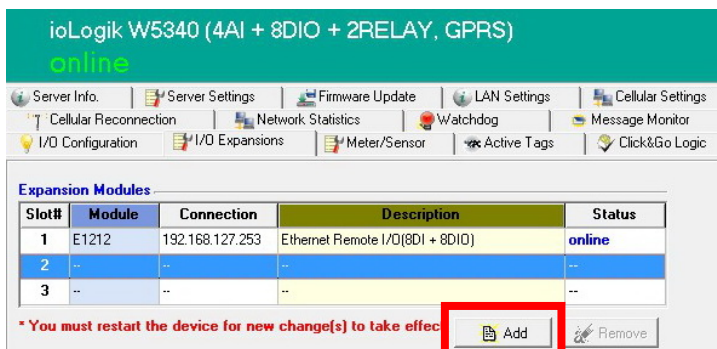 ioLogik W5340 (4AI + 8DIO + 2RELAY, GPRS)
online
Server Info. Server Settings Firmware Update LAN Settings Cellular Settings
Cellular Reconnection Network Statistics Watchdog Message Monitor
I/O Configuration I/O Expansions Meter/Sensor Active Tags Click&Go Logic
Expansion Modules
Slot# Module Connection Description Status
1 E1212 192.168.127.253 Ethernet Remote I/O(8DI + 8DIO) online
2 -- -- -- --
3 -- -- -- --
* You must restart the device for new change(s) to take effec Add Remove